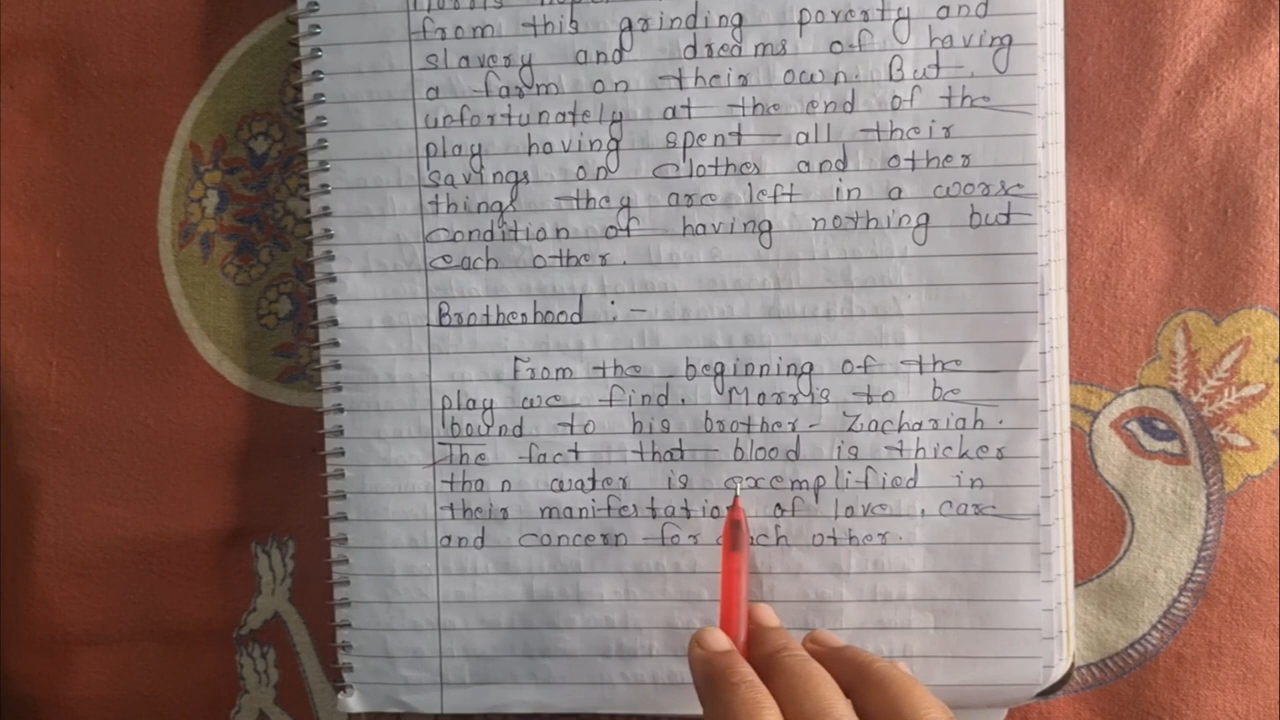 from this grinding poverty and
slavery and dreams of having
a farm on their own. But
unfortunately at the end of the
play having spent all their
savings on clothes and other
things they are left in a worse
condition of having nothing but
each other.
Brotherhood :-
From the beginning of the
play we find. Morris to be
bound to his brother- Zachariah.
The fact that blood is thicker
than water is exemplified in
their manifestation of love, care
and concern for each other.